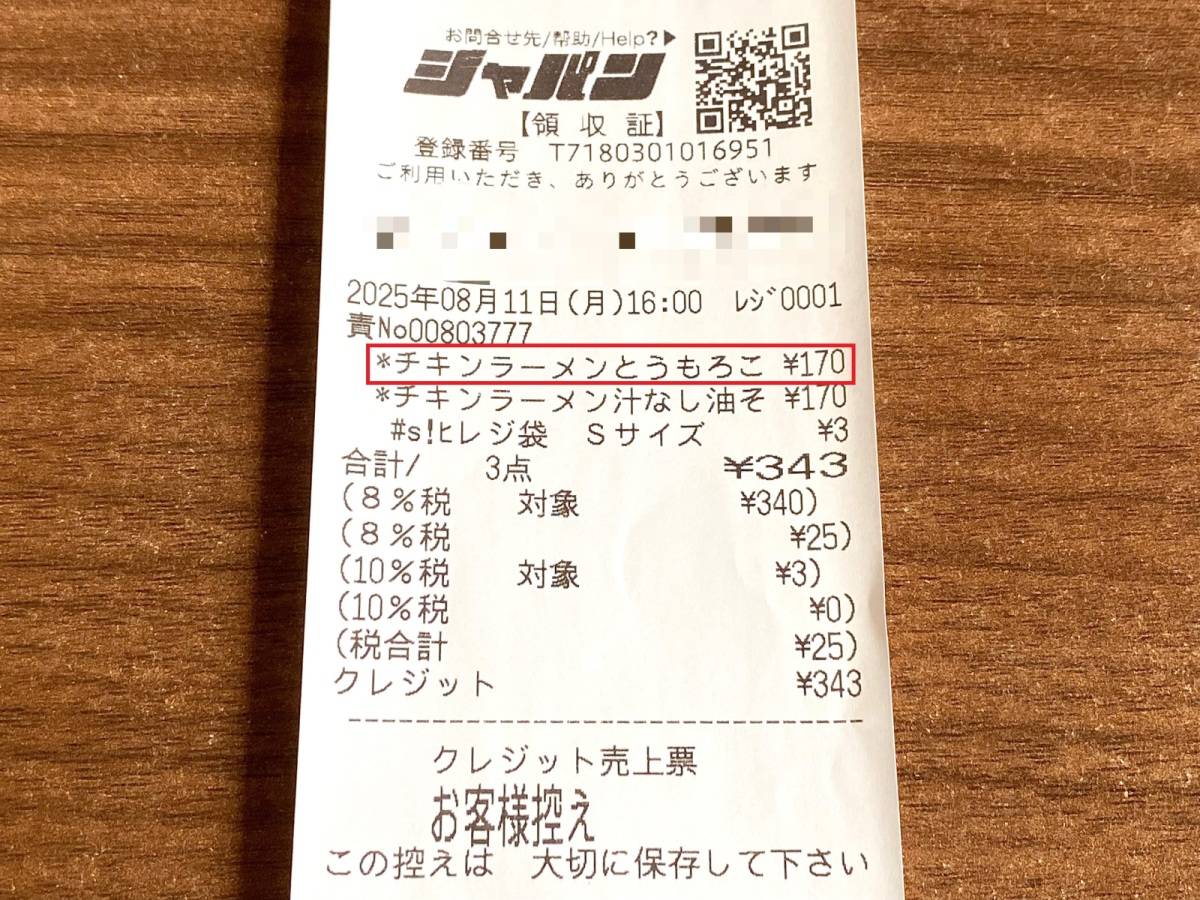 お問合せ先/幇助/Help?▶
ジャパン
【領 収 証】
登録番号 T7180301016951
ご利用いただき、ありがとうございます
2025年08月11日(月)16:00 ﾚｼﾞ0001
責No00803777
*チキンラーメンとうもろこ ¥170
*チキンラーメン汁なし油そ ¥170
#s!ﾋレジ袋 Sサイズ ¥3
合計/ 3点 ¥343
(8%税 対象 ¥340)
(8%税 ¥25)
(10%税 対象 ¥3)
(10%税 ¥0)
(税合計 ¥25)
クレジット ¥343
クレジット売上票
お客様控え
この控えは 大切に保存して下さい